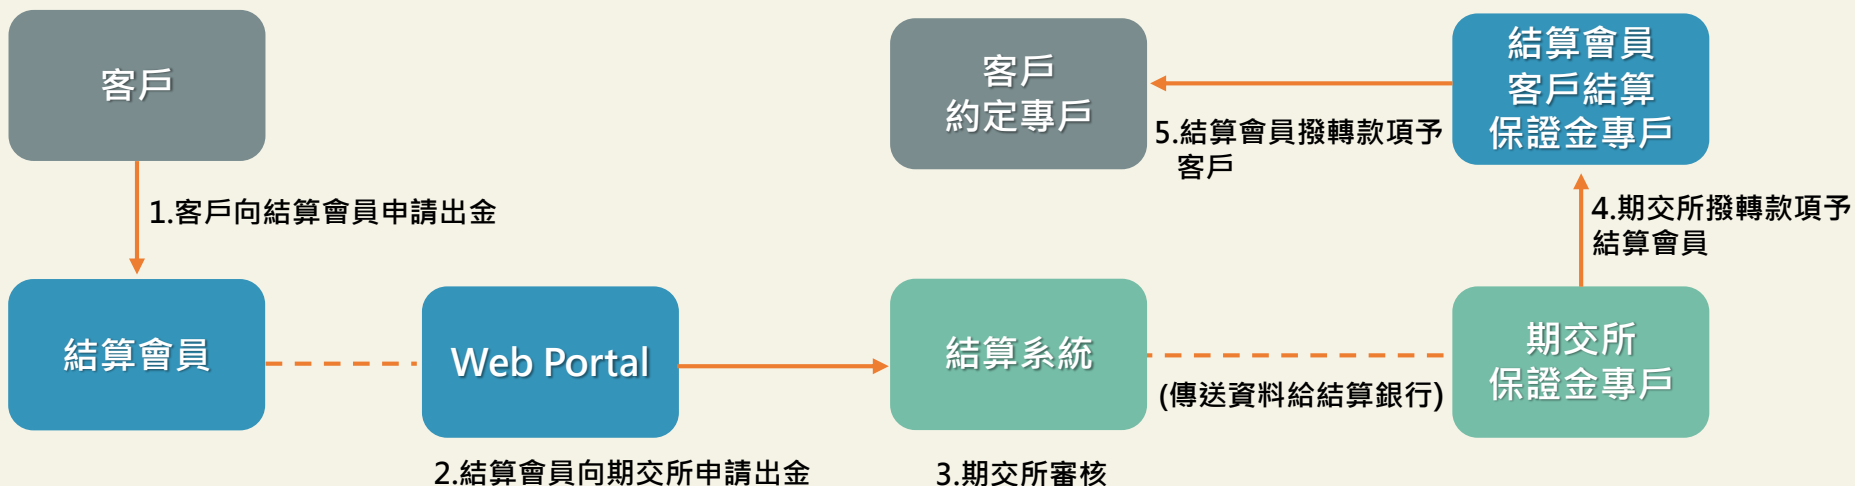 客戶
1.客戶向結算會員申請出金
結算會員
Web Portal
2.結算會員向期交所申請出金
結算系統
3.期交所審核
(傳送資料給結算銀行)
期交所
保證金專戶
4.期交所撥轉款項予
結算會員
結算會員
客戶結算
保證金專戶
5.結算會員撥轉款項予
客戶
客戶
約定專戶